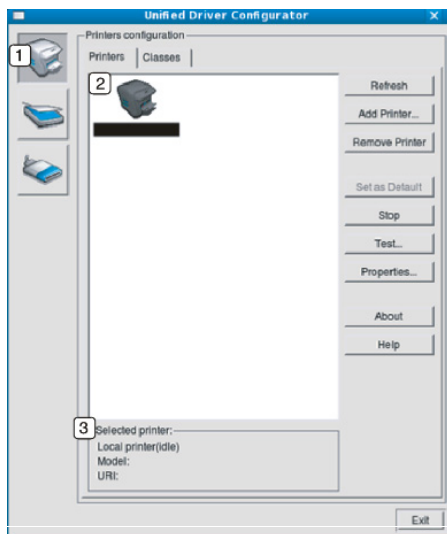 Unified Driver Configurator
Printers configuration
Printers
Classes
1
2
Refresh
Add Printer...
Remove Printer
Set as Default
Stop
Test...
Properties...
About
Help
3
Selected printer:
Local printer(idle)
Model:
URI:
Exit